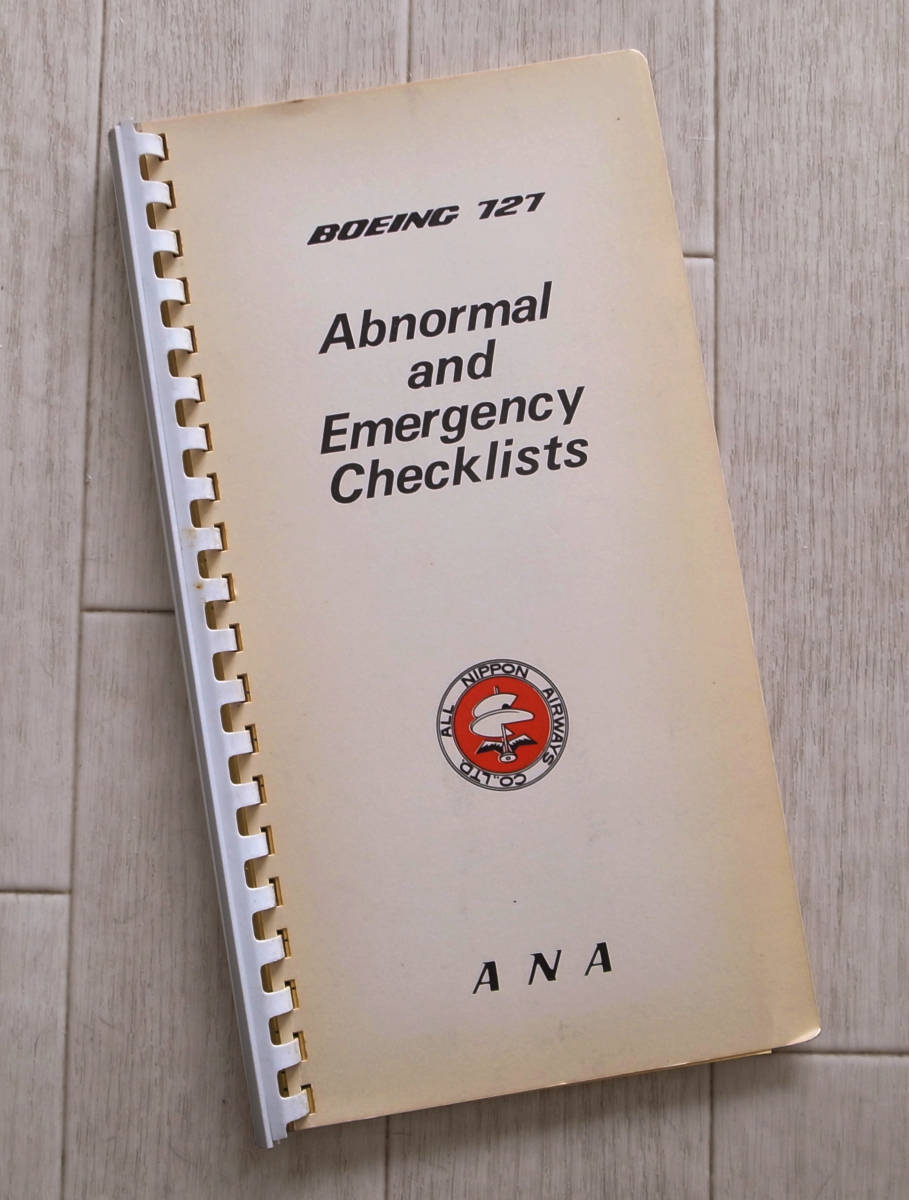 BOEING 727
Abnormal
and
Emergency
Checklists
ALL NIPPON AIRWAYS CO.,LTD.
ANA